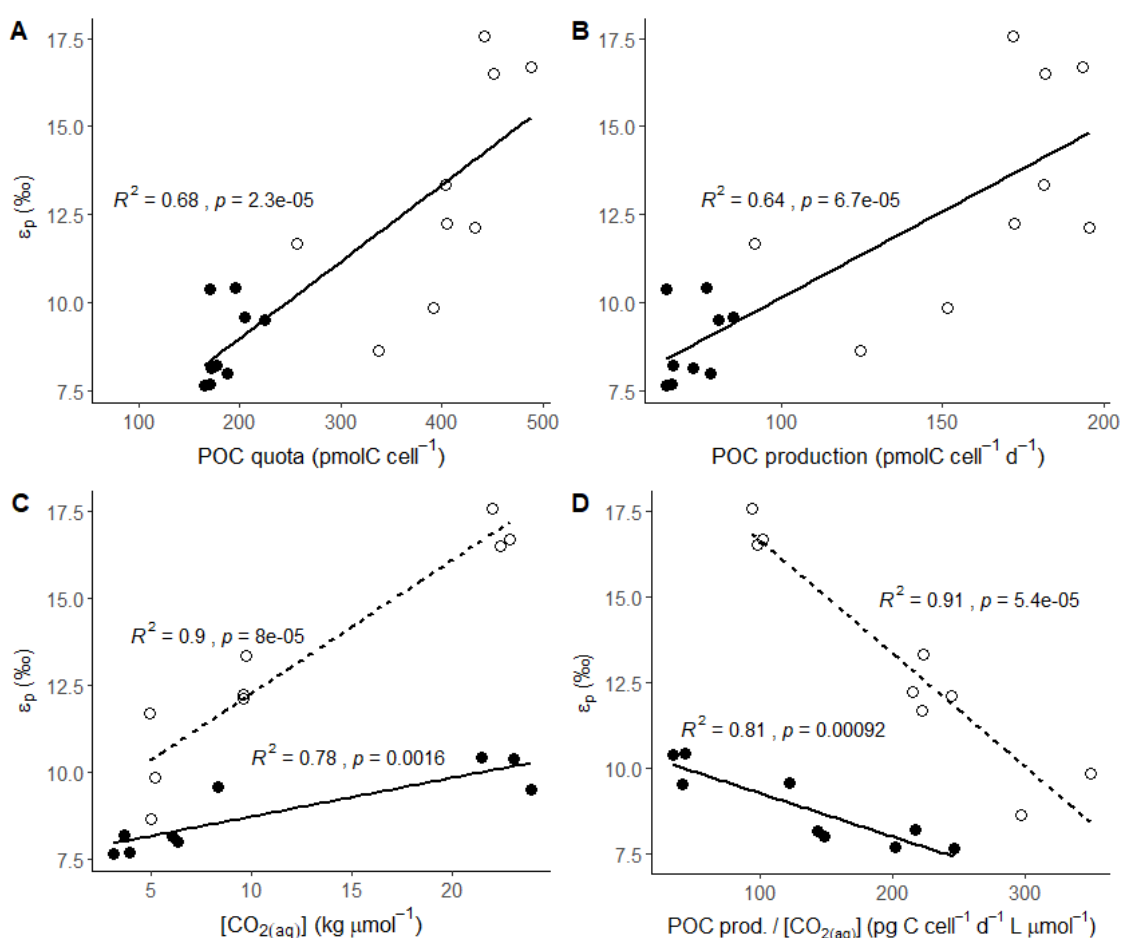 A
17.5
15.0
12.5
10.0
7.5
εp (‰)
R² = 0.68 , p = 2.3e-05
100 200 300 400 500
POC quota (pmolC cell⁻¹)
B
17.5
15.0
12.5
10.0
7.5
R² = 0.64 , p = 6.7e-05
100 150 200
POC production (pmolC cell⁻¹ d⁻¹)
C
17.5
15.0
12.5
10.0
7.5
εp (‰)
R² = 0.9 , p = 8e-05
R² = 0.78 , p = 0.0016
5 10 15 20
[CO2(aq)] (kg μmol⁻¹)
D
17.5
15.0
12.5
10.0
7.5
εp (‰)
R² = 0.91 , p = 5.4e-05
R² = 0.81 , p = 0.00092
100 200 300
POC prod. / [CO2(aq)] (pg C cell⁻¹ d⁻¹ L μmol⁻¹)